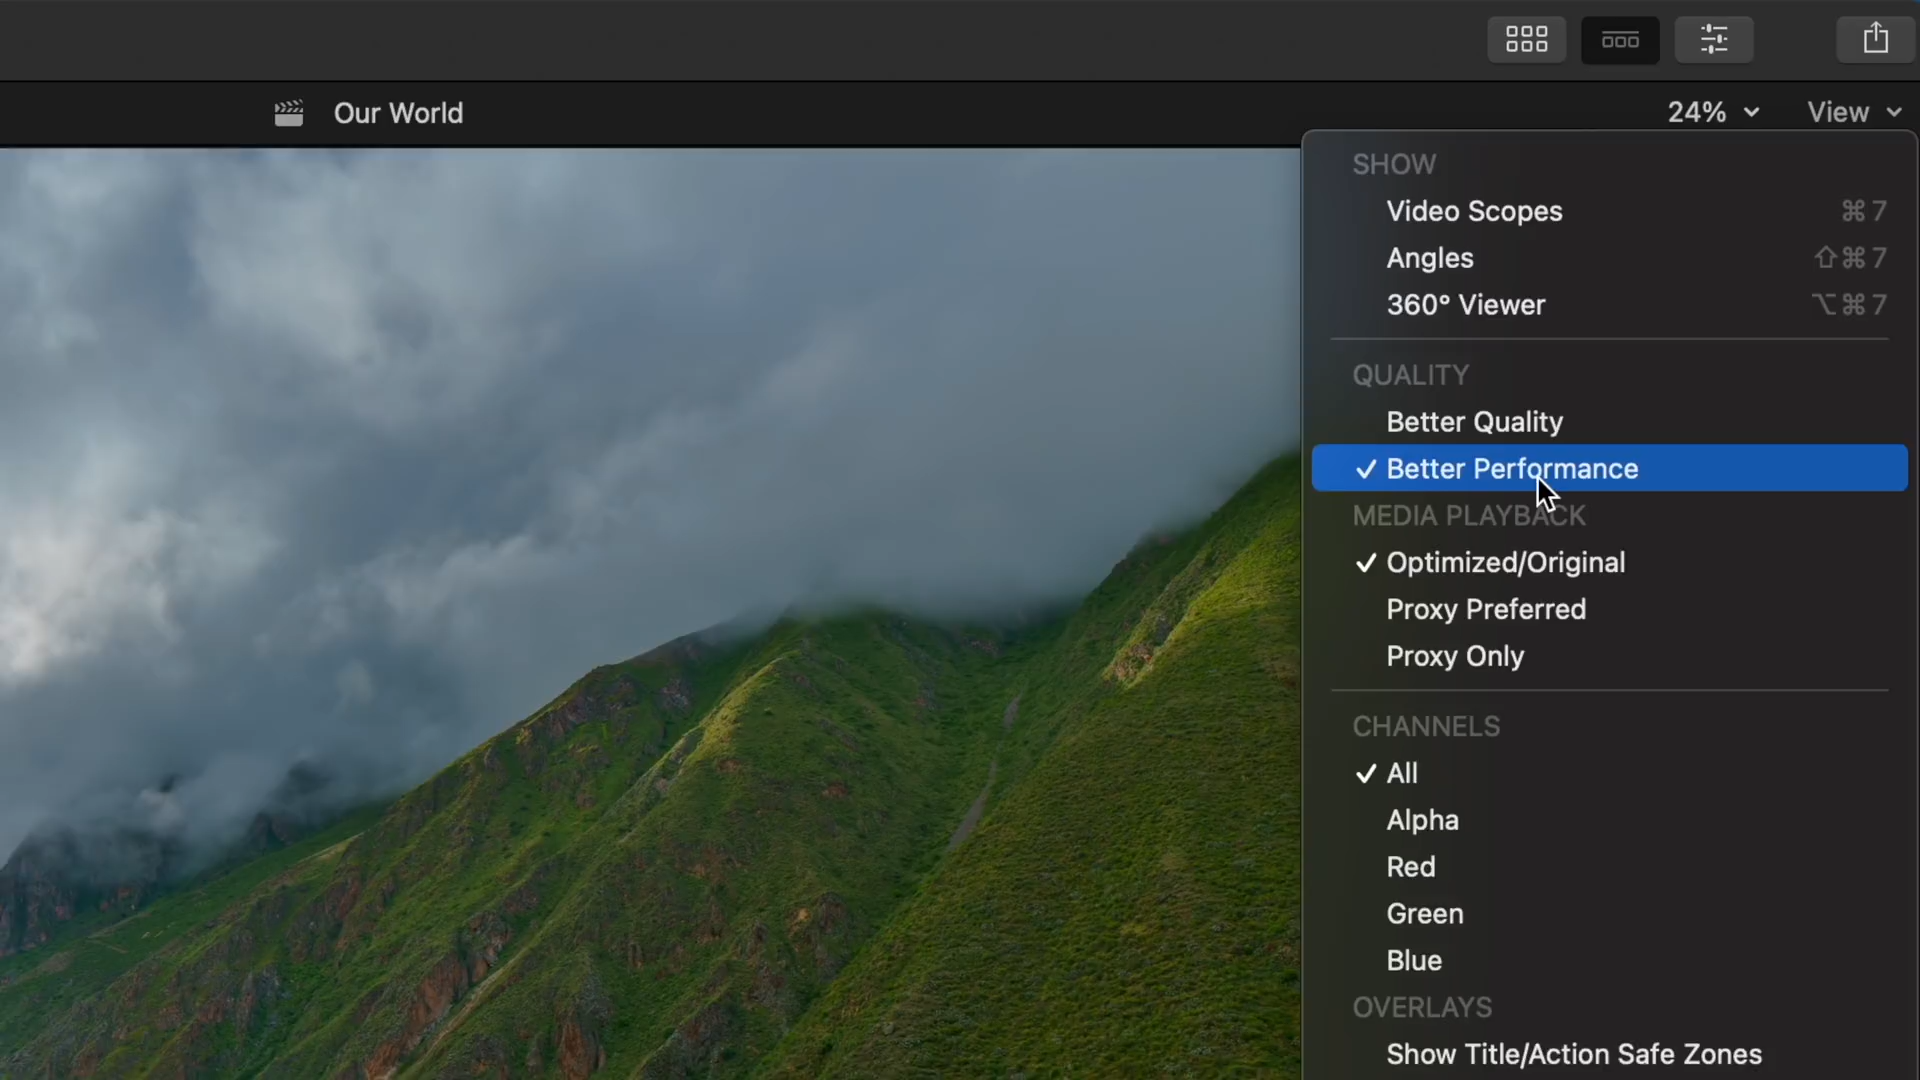 Our World
24%
View
SHOW
Video Scopes ⌘7
Angles ⇧⌘7
360° Viewer ⌥⌘7
QUALITY
Better Quality
✓ Better Performance
MEDIA PLAYBACK
✓ Optimized/Original
Proxy Preferred
Proxy Only
CHANNELS
✓ All
Alpha
Red
Green
Blue
OVERLAYS
Show Title/Action Safe Zones